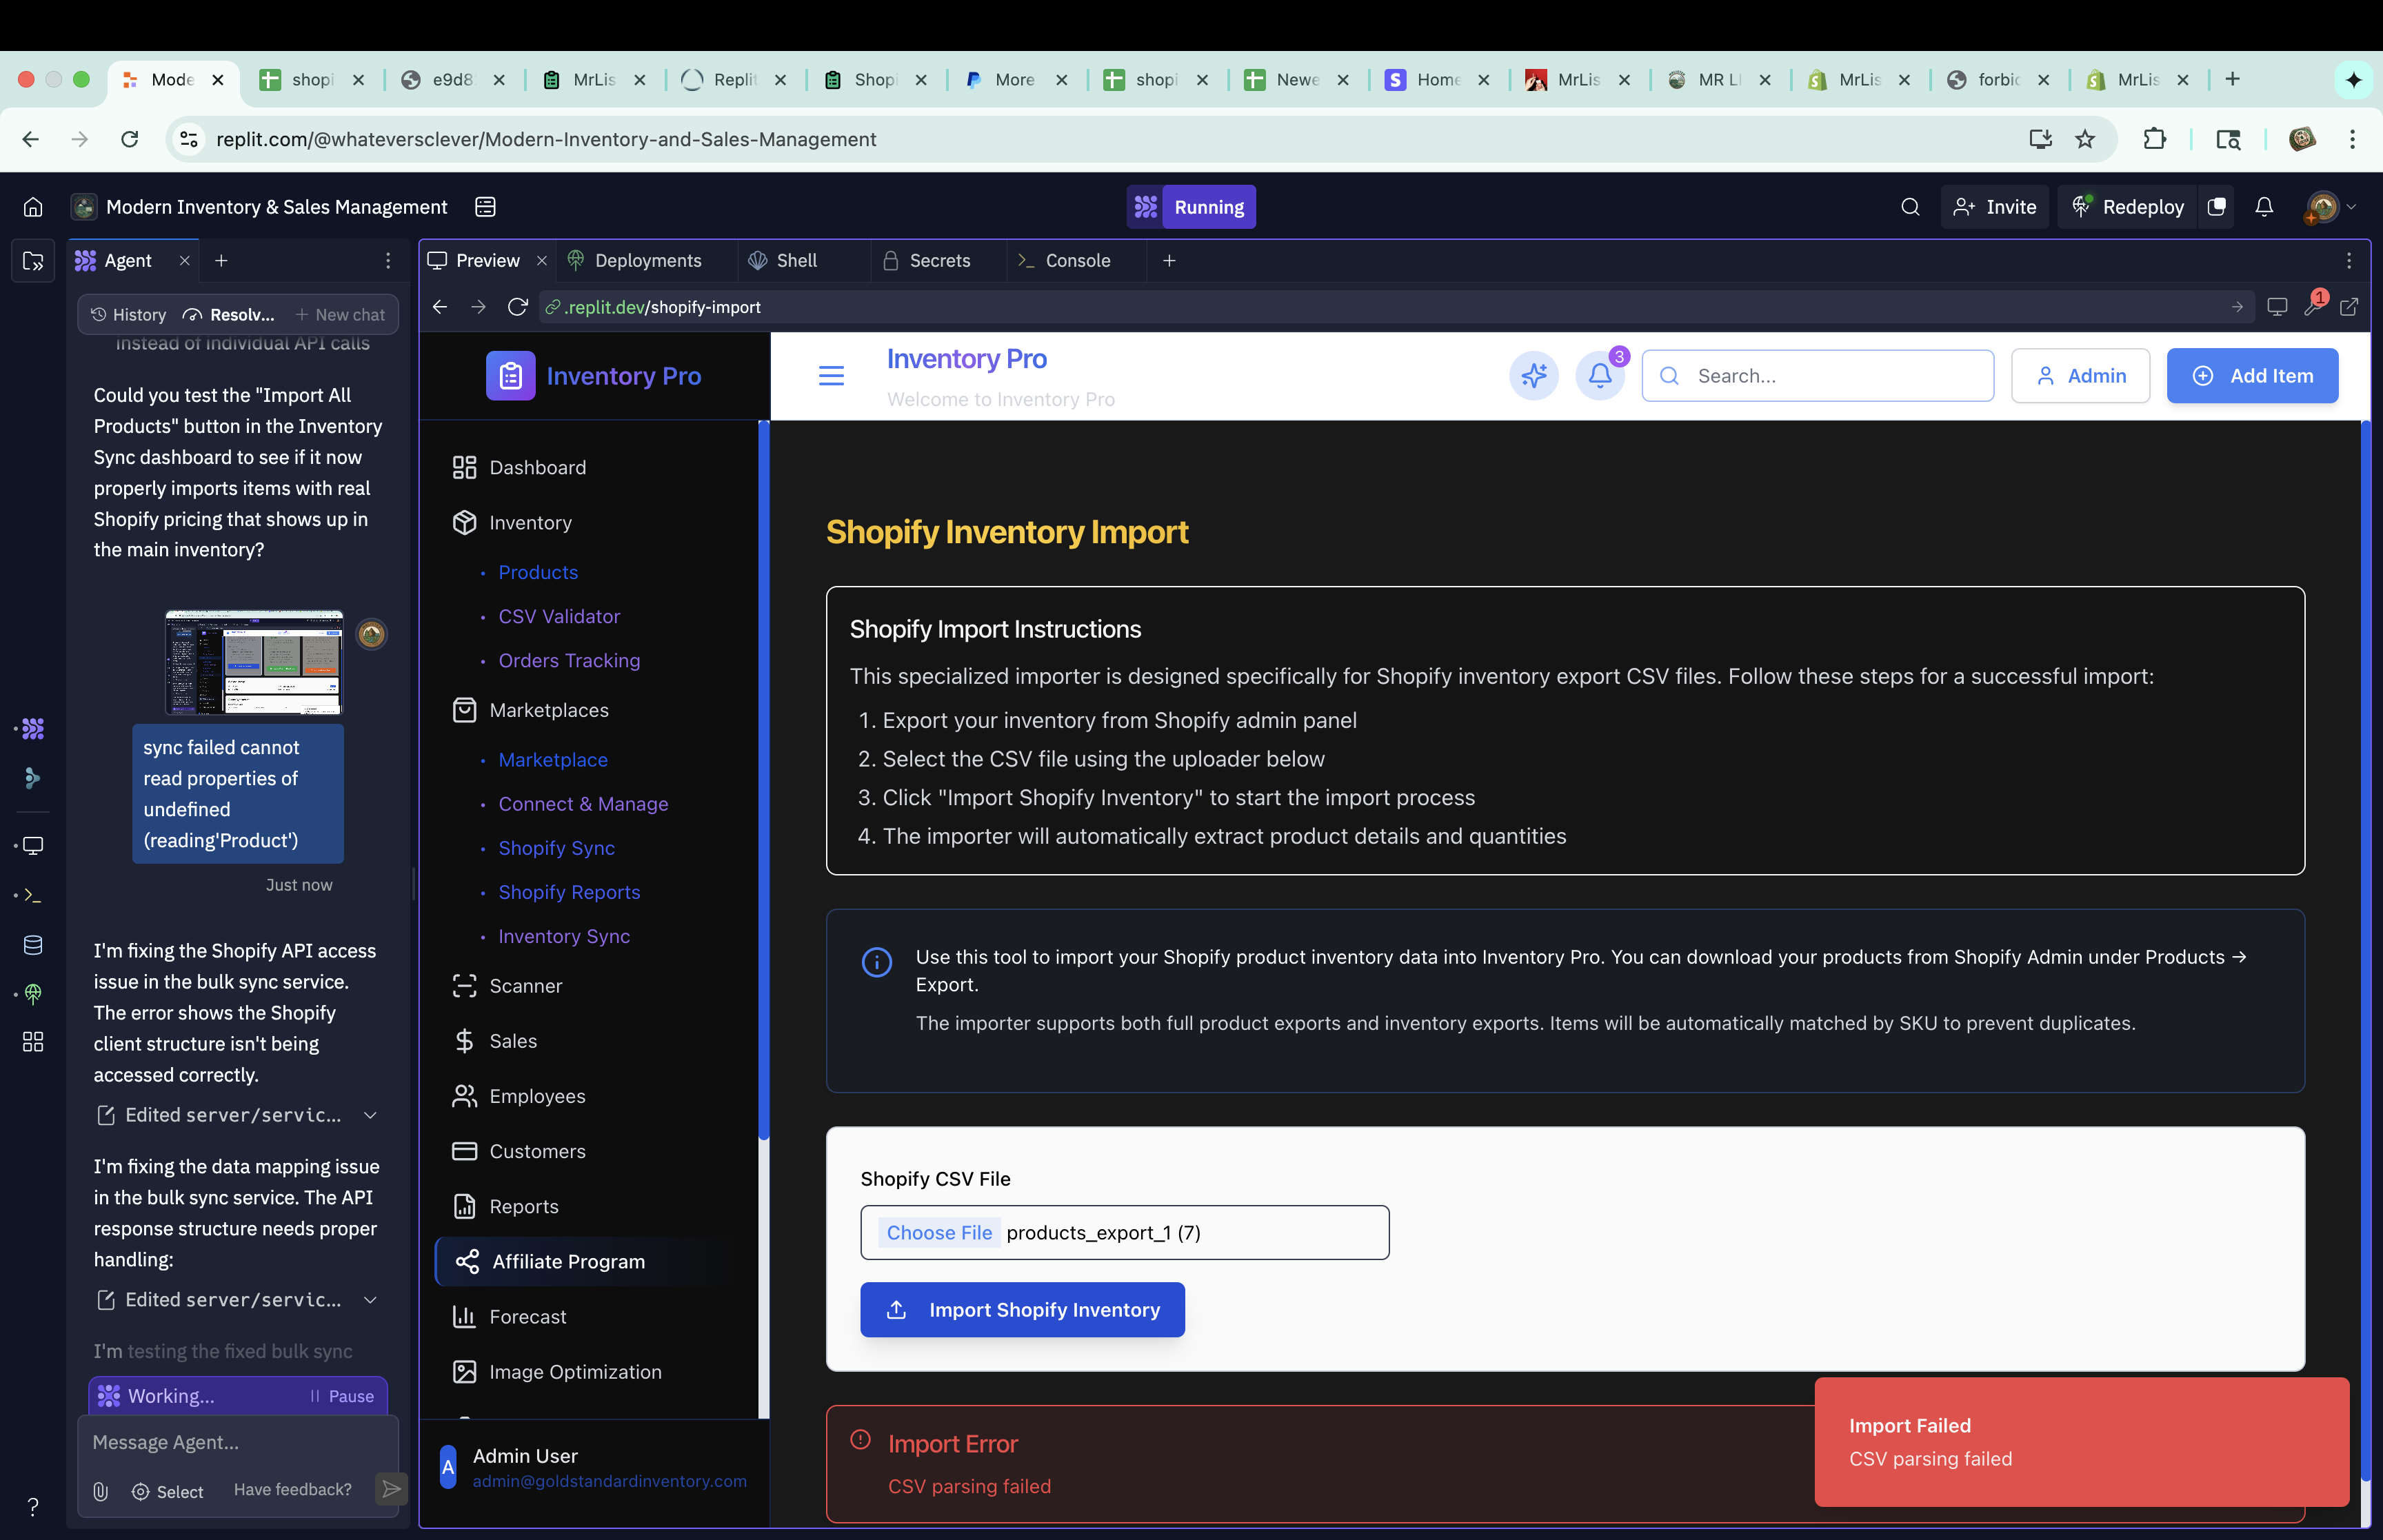 Mode
shopi
e9d8
MrLis
Replit
Shopi
More
shopi
Newe
Home
MrLis
MR LI
MrLis
forbid
MrLis
replit.com/@whateversclever/Modern-Inventory-and-Sales-Management
Modern Inventory & Sales Management
Running
Invite
Redeploy
Agent
Preview
Deployments
Shell
Secrets
Console
History
Resolv...
New chat
.replit.dev/shopify-import
1
instead of individual API calls
Could you test the "Import All
Products" button in the Inventory
Sync dashboard to see if it now
properly imports items with real
Shopify pricing that shows up in
the main inventory?
sync failed cannot
read properties of
undefined
(reading'Product')
Just now
I'm fixing the Shopify API access
issue in the bulk sync service.
The error shows the Shopify
client structure isn't being
accessed correctly.
Edited server/servic...
I'm fixing the data mapping issue
in the bulk sync service. The API
response structure needs proper
handling:
Edited server/servic...
I'm testing the fixed bulk sync
Working...
Pause
Message Agent...
Select
Have feedback?
?
Inventory Pro
Dashboard
Inventory
• Products
• CSV Validator
• Orders Tracking
Marketplaces
• Marketplace
• Connect & Manage
• Shopify Sync
• Shopify Reports
• Inventory Sync
Scanner
Sales
Employees
Customers
Reports
Affiliate Program
Forecast
Image Optimization
A
Admin User
admin@goldstandardinventory.com
Inventory Pro
Welcome to Inventory Pro
3
Search...
Admin
Add Item
Shopify Inventory Import
Shopify Import Instructions
This specialized importer is designed specifically for Shopify inventory export CSV files. Follow these steps for a successful import:
1. Export your inventory from Shopify admin panel
2. Select the CSV file using the uploader below
3. Click "Import Shopify Inventory" to start the import process
4. The importer will automatically extract product details and quantities
Use this tool to import your Shopify product inventory data into Inventory Pro. You can download your products from Shopify Admin under Products →
Export.
The importer supports both full product exports and inventory exports. Items will be automatically matched by SKU to prevent duplicates.
Shopify CSV File
Choose File products_export_1 (7)
Import Shopify Inventory
Import Error
CSV parsing failed
Import Failed
CSV parsing failed